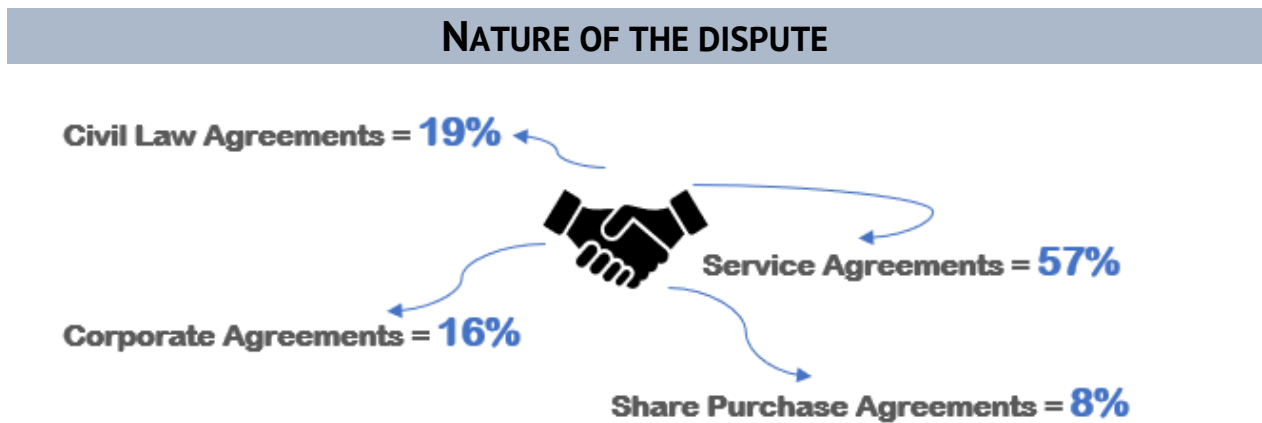 NATURE OF THE DISPUTE
Civil Law Agreements = 19%
Service Agreements = 57%
Corporate Agreements = 16%
Share Purchase Agreements = 8%